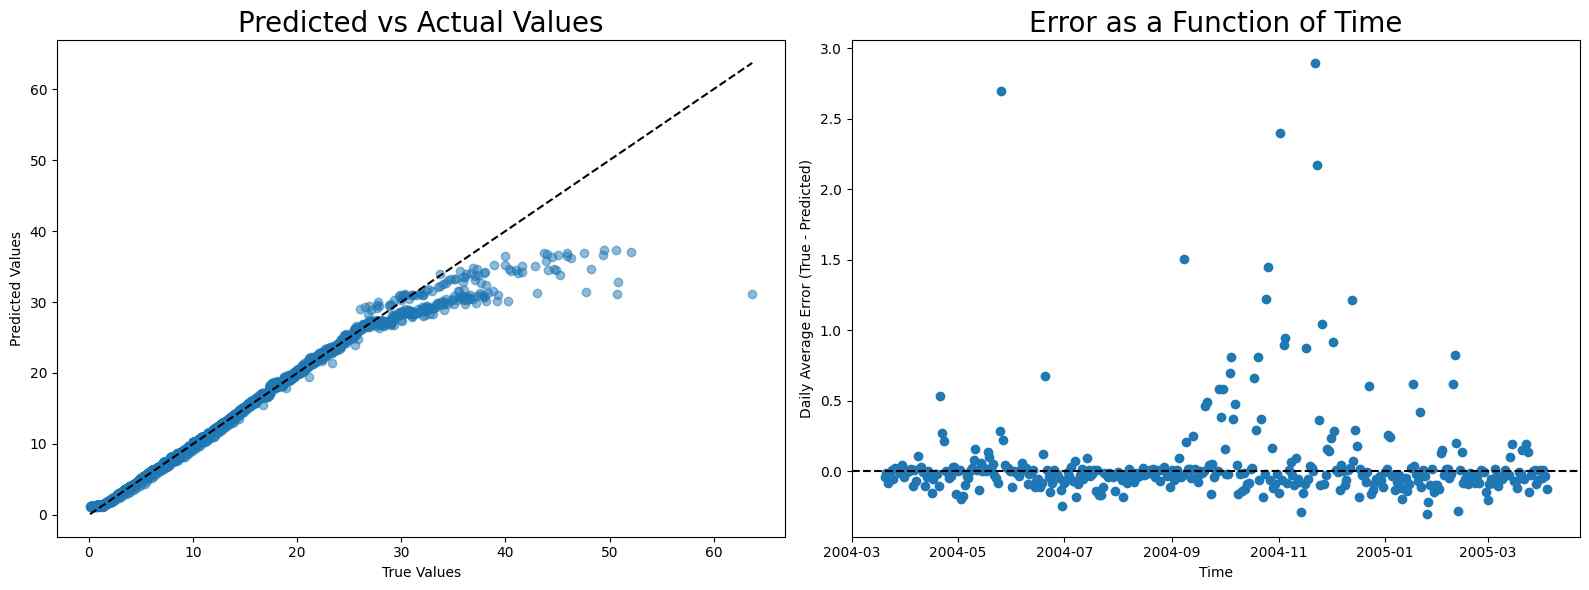 Predicted vs Actual Values
60
50
40
30
20
10
0
Predicted Values
0 10 20 30 40 50 60
True Values
Error as a Function of Time
3.0
2.5
2.0
1.5
1.0
0.5
0.0
Daily Average Error (True - Predicted)
2004-03 2004-05 2004-07 2004-09 2004-11 2005-01 2005-03
Time